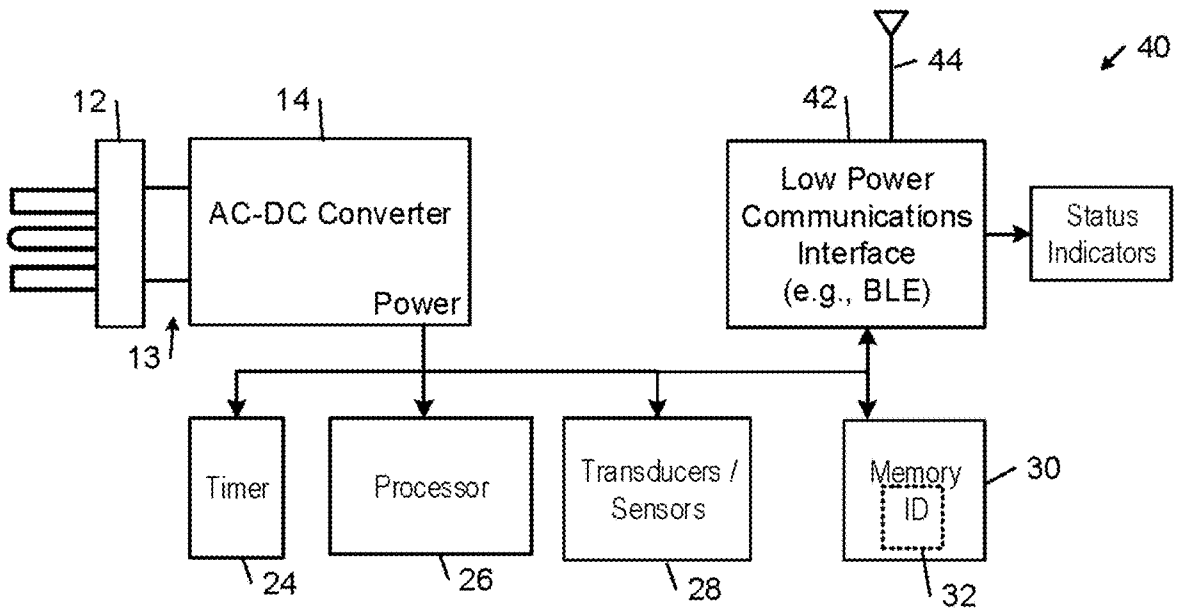 44
40
12
14
42
AC-DC Converter
Power
Low Power
Communications
Interface
(e.g., BLE)
Status
Indicators
13
Timer
Processor
Transducers /
Sensors
Memory
ID
30
24
26
28
32